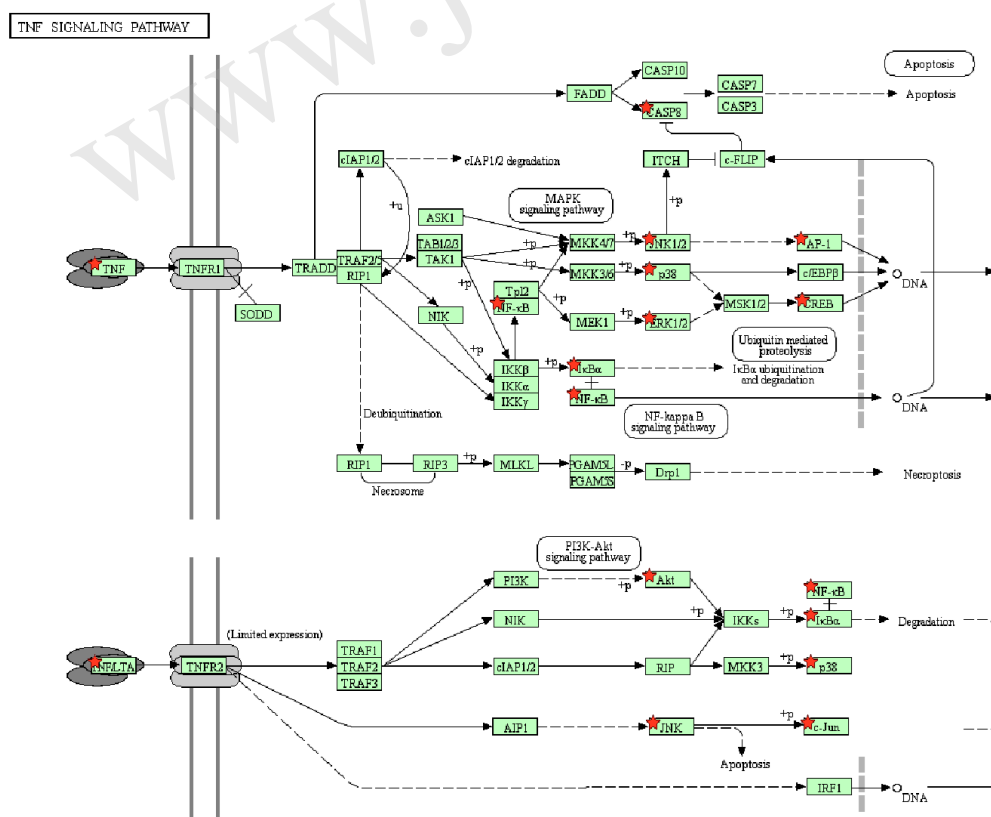 TNF SIGNALING PATHWAY
www.j
Apoptosis
CASP10
CASP7
FADD
Apoptosis
CASP8
CASP3
cIAP1/2
cIAP1/2 degradation
ITCH
c-FLIP
+u
MAPK
signaling pathway
+p
ASK1
TAB1/2/3
+p
MKK4/7
+p
JNK1/2
AP-1
TNF
TNFR1
TRADD
TRAF2/5
TAK1
RIP1
+p
MKK3/6
+p
p38
c/EBPβ
DNA
+p
Tpl2
NF-κB
+p
MSK1/2
CREB
SODD
NIK
MEK1
+p
ERK1/2
+p
+p
Ubiquitin mediated
proteolysis
IKKβ
+p
IκBα
IκBα ubiquitination
and degradation
IKKα
IKKγ
NF-κB
DNA
Deubiquitination
NF-kappa B
signaling pathway
RIP1
RIP3
+p
MLKL
PGAM5L
-p
Drp1
Necroptosis
PGAM5S
Necrosome
PI3K-Akt
signaling pathway
PI3K
+p
Akt
NF-κB
+p
NIK
+p
IKKs
+p
IκBα
Degradation
(Limited expression)
TRAF1
TNF/LTA
TNFR2
TRAF2
cIAP1/2
RIP
MKK3
+p
p38
TRAF3
AIP1
JNK
+p
c-Jun
Apoptosis
IRF1
DNA